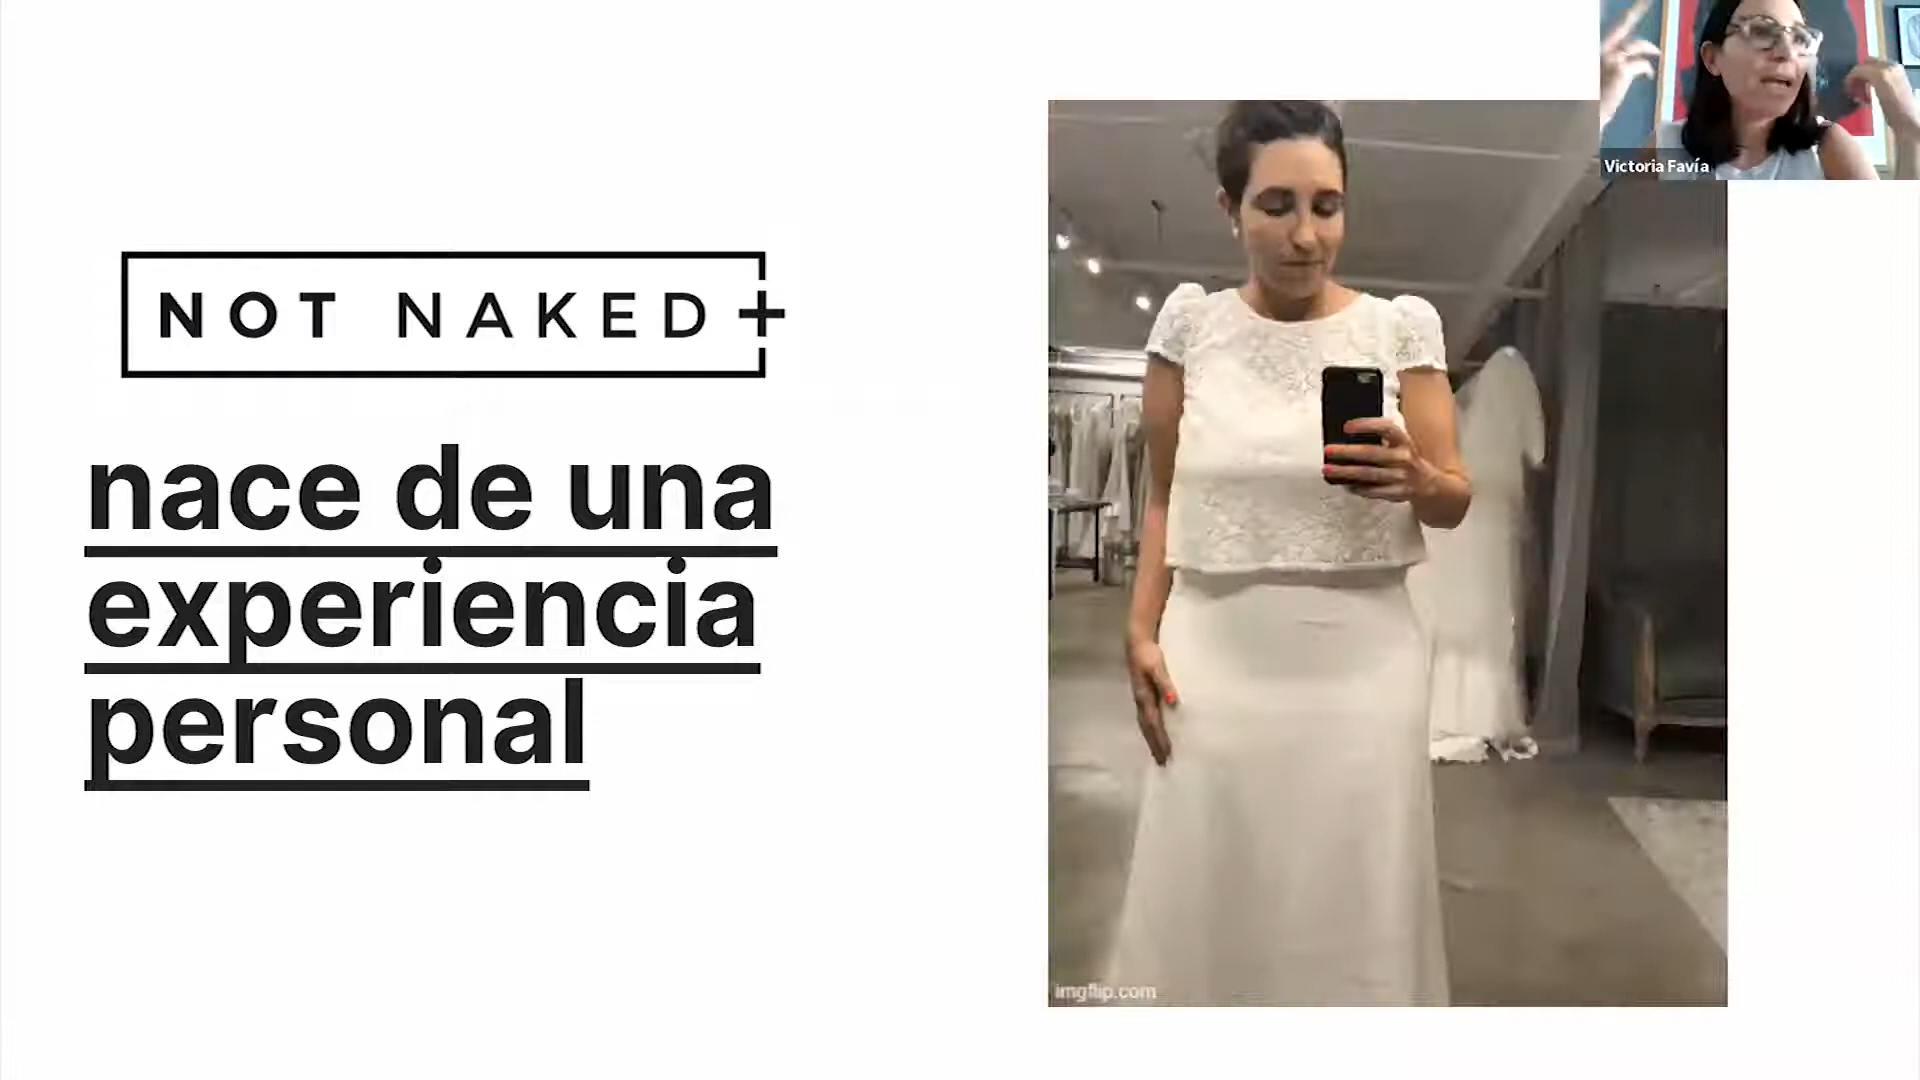 Victoria Favía
NOT NAKED+
nace de una
experiencia
personal
imgflip.com